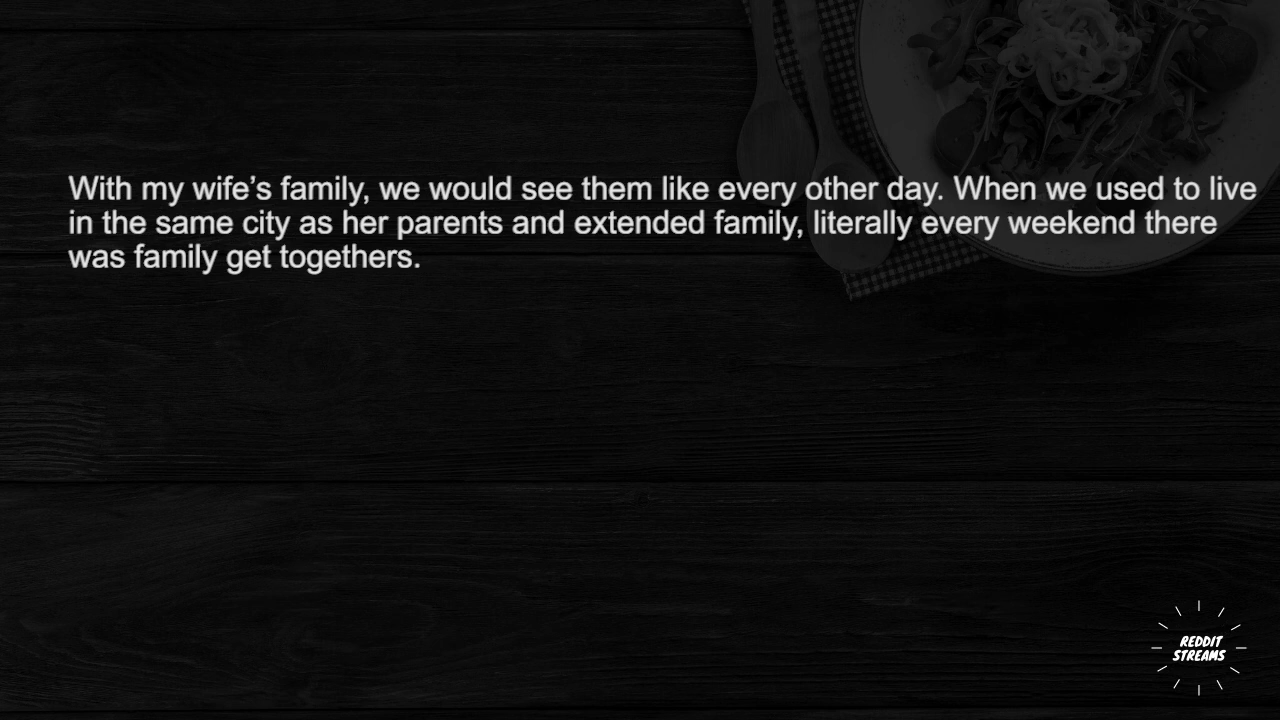 With my wife’s family, we would see them like every other day. When we used to live
in the same city as her parents and extended family, literally every weekend there
was family get togethers.
REDDIT
STREAMS